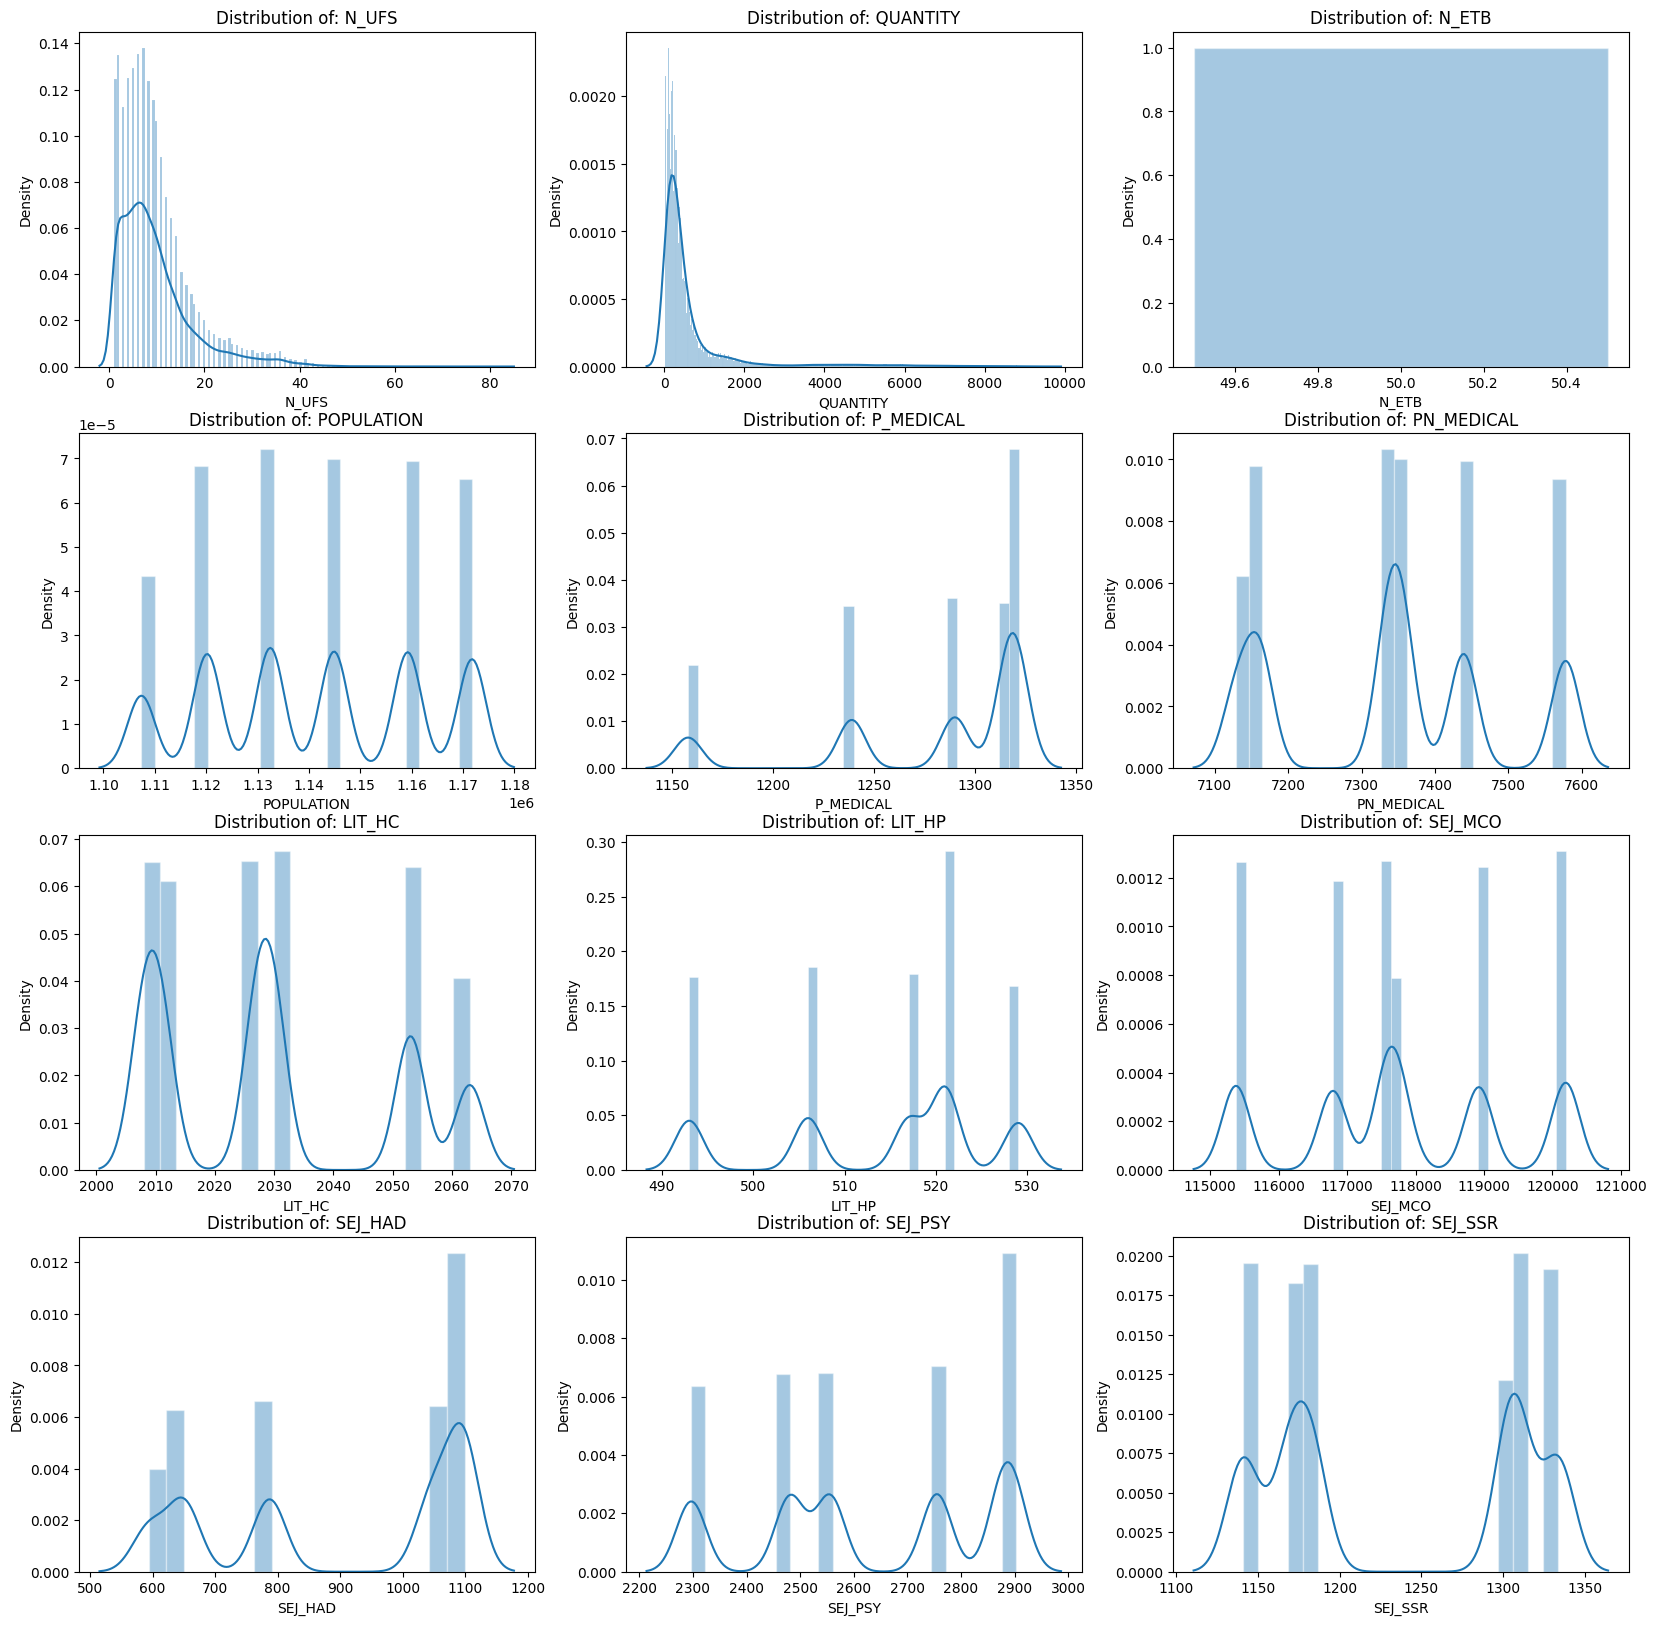 Distribution of: N_UFS
Distribution of: QUANTITY
Distribution of: N_ETB
0.14
0.12
0.10
0.08
0.06
0.04
0.02
0.00
Density
0 20 40 60 80
N_UFS
0.0020
0.0015
0.0010
0.0005
0.0000
Density
0 2000 4000 6000 8000 10000
QUANTITY
1.0
0.8
0.6
0.4
0.2
0.0
Density
49.6 49.8 50.0 50.2 50.4
N_ETB
Distribution of: POPULATION
Distribution of: P_MEDICAL
Distribution of: PN_MEDICAL
1e−5
7
6
5
4
3
2
1
0
Density
1.10 1.11 1.12 1.13 1.14 1.15 1.16 1.17 1.18
1e6
POPULATION
0.07
0.06
0.05
0.04
0.03
0.02
0.01
0.00
Density
1150 1200 1250 1300 1350
P_MEDICAL
0.010
0.008
0.006
0.004
0.002
0.000
Density
7100 7200 7300 7400 7500 7600
PN_MEDICAL
Distribution of: LIT_HC
Distribution of: LIT_HP
Distribution of: SEJ_MCO
0.07
0.06
0.05
0.04
0.03
0.02
0.01
0.00
Density
2000 2010 2020 2030 2040 2050 2060 2070
LIT_HC
0.30
0.25
0.20
0.15
0.10
0.05
0.00
Density
490 500 510 520 530
LIT_HP
0.0012
0.0010
0.0008
0.0006
0.0004
0.0002
0.0000
Density
115000 116000 117000 118000 119000 120000 121000
SEJ_MCO
Distribution of: SEJ_HAD
Distribution of: SEJ_PSY
Distribution of: SEJ_SSR
0.012
0.010
0.008
0.006
0.004
0.002
0.000
Density
500 600 700 800 900 1000 1100 1200
SEJ_HAD
0.010
0.008
0.006
0.004
0.002
0.000
Density
2200 2300 2400 2500 2600 2700 2800 2900 3000
SEJ_PSY
0.0200
0.0175
0.0150
0.0125
0.0100
0.0075
0.0050
0.0025
0.0000
Density
1100 1150 1200 1250 1300 1350
SEJ_SSR